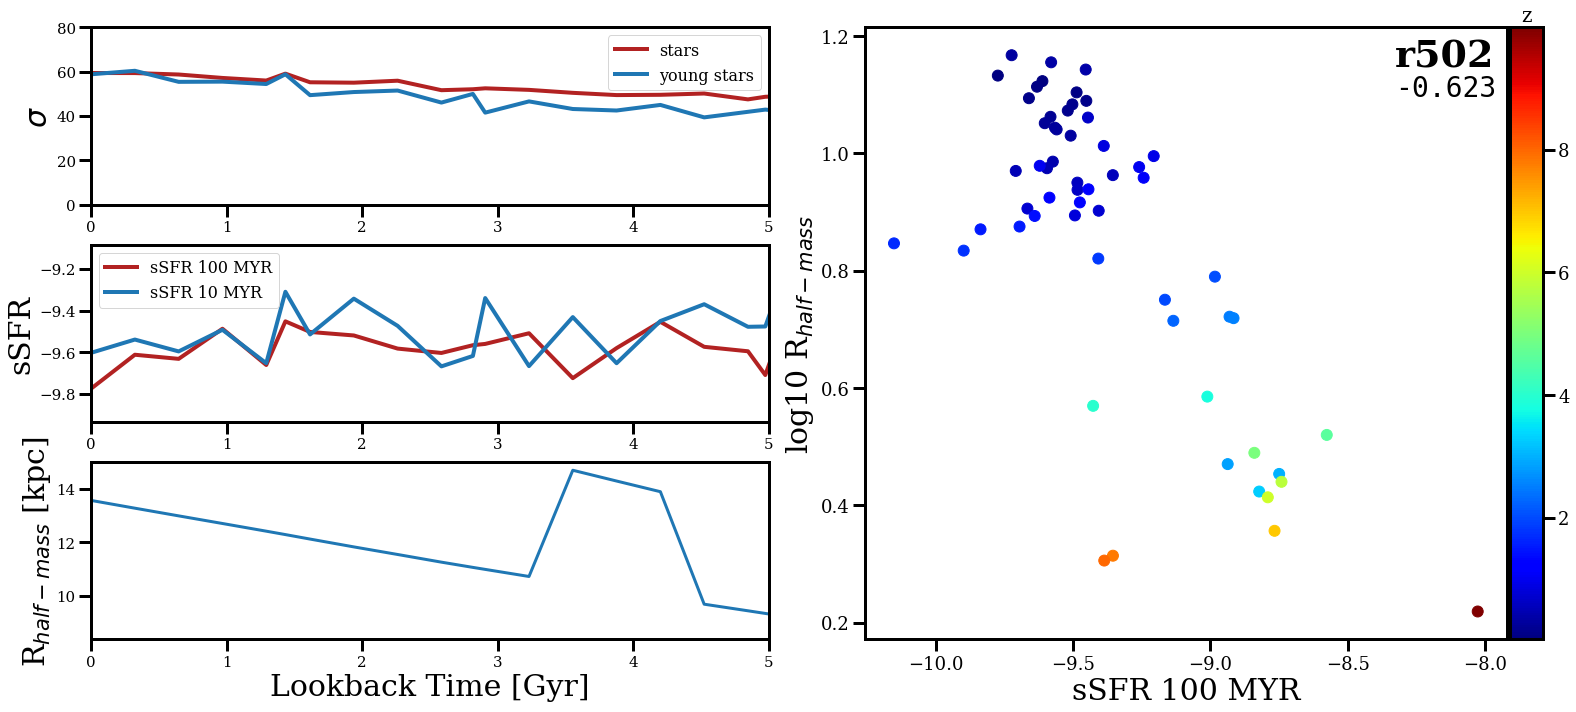 σ
80
60
40
20
0
stars
young stars
0 1 2 3 4 5
sSFR
−9.2
−9.4
−9.6
−9.8
sSFR 100 MYR
sSFR 10 MYR
0 1 2 3 4 5
R_half−mass [kpc]
14
12
10
0 1 2 3 4 5
Lookback Time [Gyr]
log10 R_half−mass
1.2
1.0
0.8
0.6
0.4
0.2
r502
-0.623
−10.0 −9.5 −9.0 −8.5 −8.0
sSFR 100 MYR
z
8
6
4
2